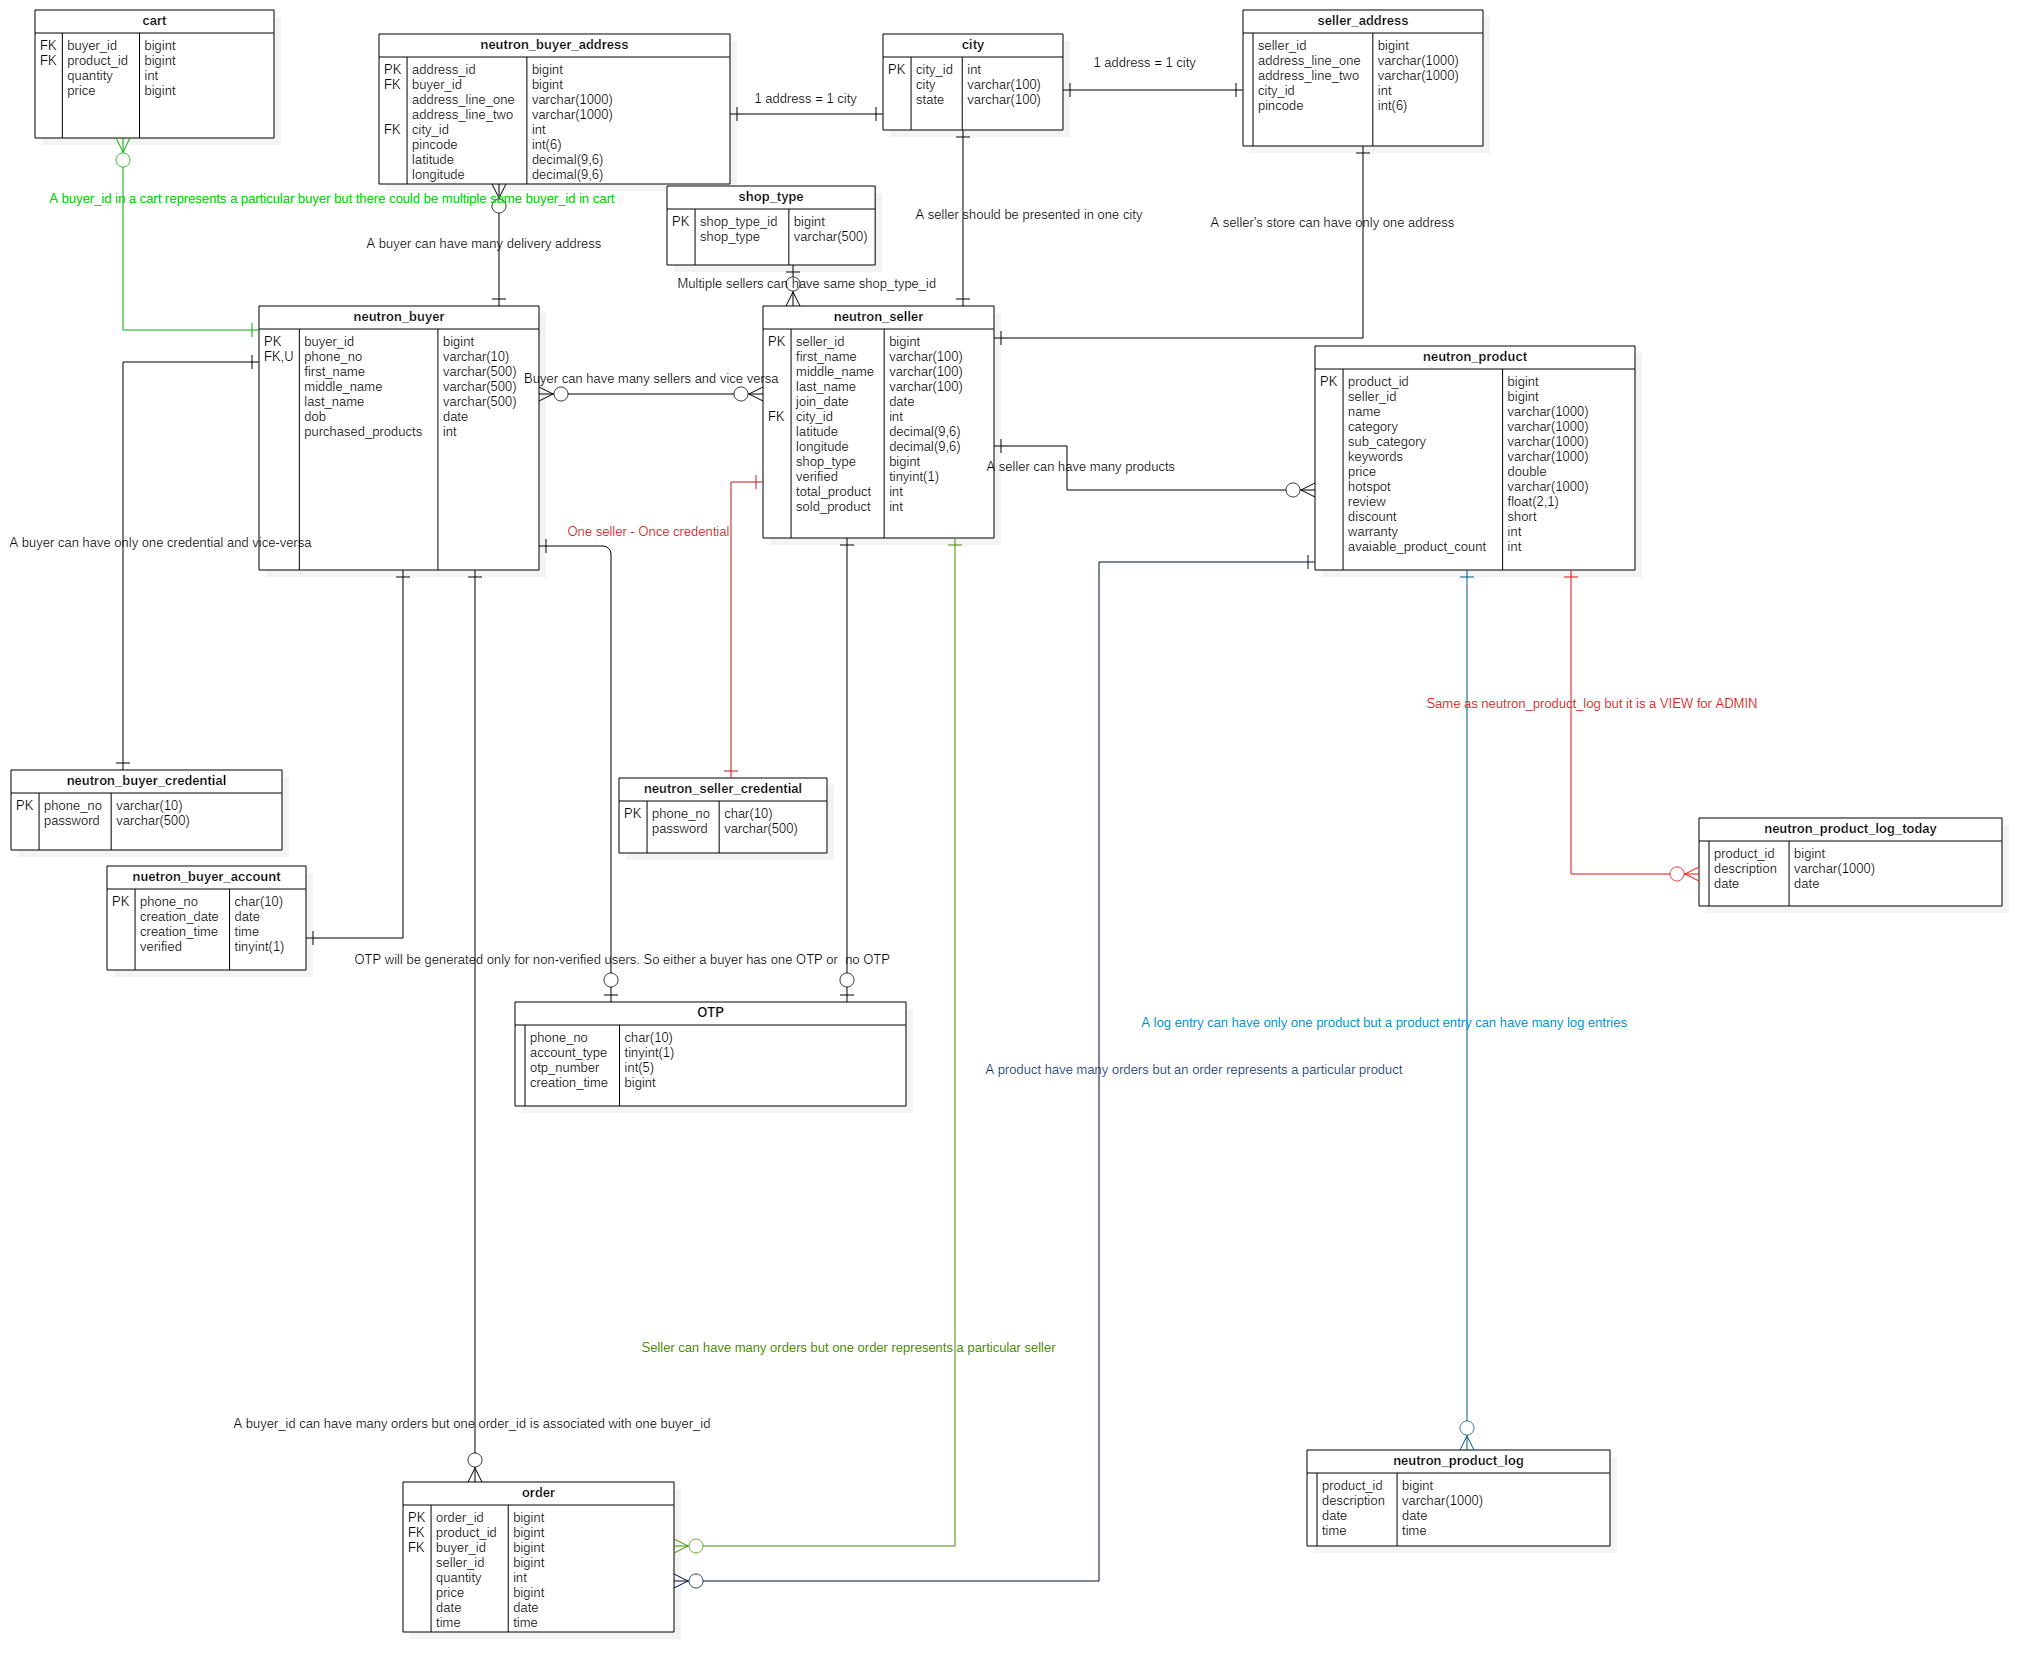 cart
FK buyer_id bigint
FK product_id bigint
quantity int
price bigint
neutron_buyer_address
PK address_id bigint
FK buyer_id bigint
address_line_one varchar(1000)
address_line_two varchar(1000)
FK city_id int
pincode int(6)
latitude decimal(9,6)
longitude decimal(9,6)
1 address = 1 city
city
PK city_id int
city varchar(100)
state varchar(100)
1 address = 1 city
seller_address
seller_id bigint
address_line_one varchar(1000)
address_line_two varchar(1000)
city_id int
pincode int(6)
A buyer_id in a cart represents a particular buyer but there could be multiple same buyer_id in cart
A buyer can have many delivery address
shop_type
PK shop_type_id bigint
shop_type varchar(500)
A seller should be presented in one city
A seller's store can have only one address
Multiple sellers can have same shop_type_id
neutron_buyer
PK buyer_id bigint
FK,U phone_no varchar(10)
first_name varchar(500)
middle_name varchar(500)
last_name varchar(500)
dob date
purchased_products int
Buyer can have many sellers and vice versa
neutron_seller
PK seller_id bigint
first_name varchar(100)
middle_name varchar(100)
last_name varchar(100)
join_date date
FK city_id int
latitude decimal(9,6)
longitude decimal(9,6)
shop_type bigint
verified tinyint(1)
total_product int
sold_product int
A seller can have many products
neutron_product
PK product_id bigint
seller_id bigint
name varchar(1000)
category varchar(1000)
sub_category varchar(1000)
keywords varchar(1000)
price double
hotspot varchar(1000)
review float(2,1)
discount short
warranty int
avaiable_product_count int
A buyer can have only one credential and vice-versa
One seller - Once credential
Same as neutron_product_log but it is a VIEW for ADMIN
neutron_buyer_credential
PK phone_no varchar(10)
password varchar(500)
neutron_seller_credential
PK phone_no char(10)
password varchar(500)
neutron_product_log_today
product_id bigint
description varchar(1000)
date date
nuetron_buyer_account
PK phone_no char(10)
creation_date date
creation_time time
verified tinyint(1)
OTP will be generated only for non-verified users. So either a buyer has one OTP or  no OTP
OTP
phone_no char(10)
account_type tinyint(1)
otp_number int(5)
creation_time bigint
A log entry can have only one product but a product entry can have many log entries
A product have many orders but an order represents a particular product
Seller can have many orders but one order represents a particular seller
A buyer_id can have many orders but one order_id is associated with one buyer_id
order
PK order_id bigint
FK product_id bigint
FK buyer_id bigint
seller_id bigint
quantity int
price bigint
date date
time time
neutron_product_log
product_id bigint
description varchar(1000)
date date
time time